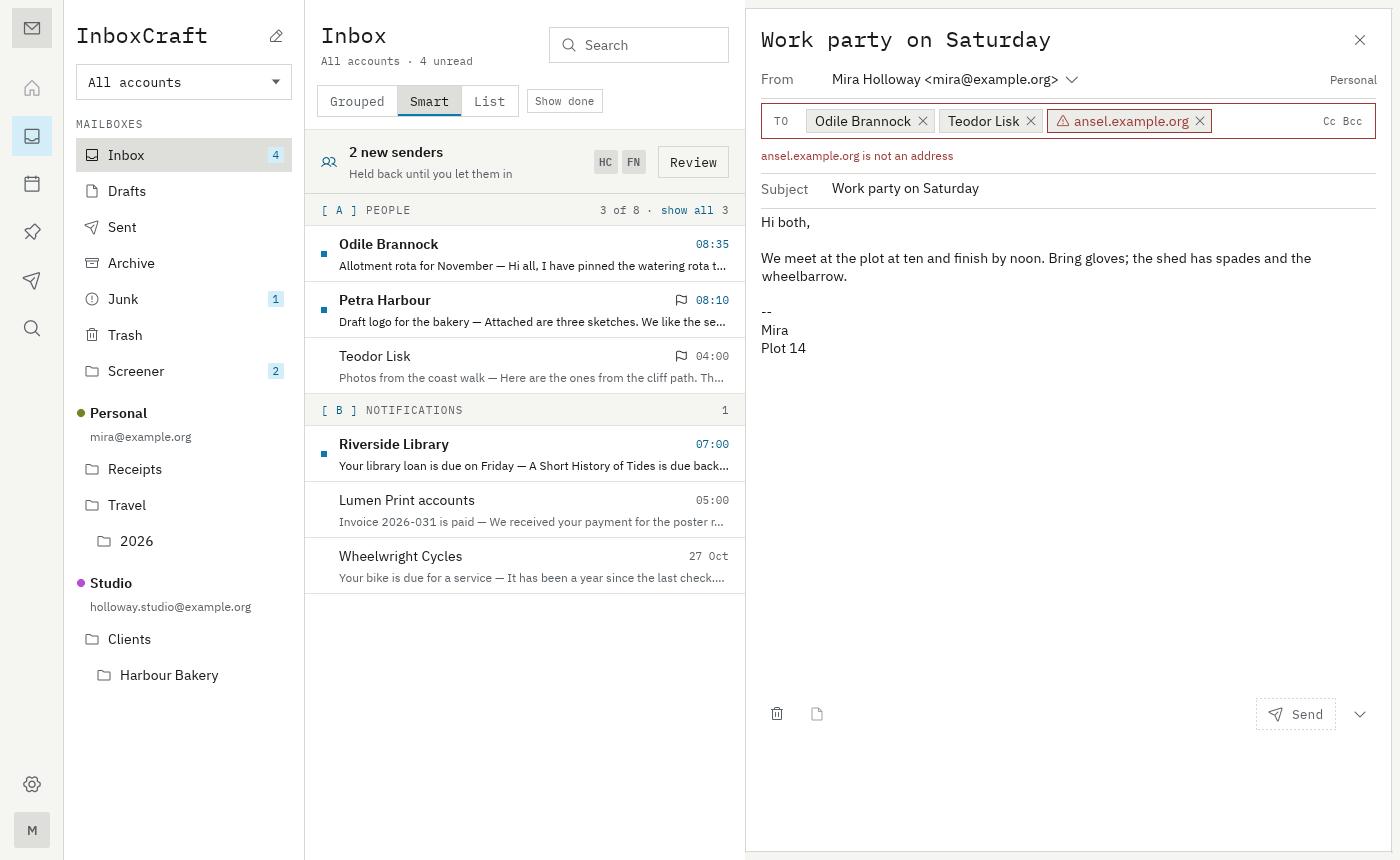 InboxCraft
All accounts
MAILBOXES
Inbox 4
Drafts
Sent
Archive
Junk 1
Trash
Screener 2
Personal
mira@example.org
Receipts
Travel
2026
Studio
holloway.studio@example.org
Clients
Harbour Bakery
M
Inbox
All accounts · 4 unread
Search
Grouped Smart List Show done
2 new senders
Held back until you let them in
HC FN Review
[ A ] PEOPLE 3 of 8 · show all 3
Odile Brannock 08:35
Allotment rota for November — Hi all, I have pinned the watering rota t…
Petra Harbour 08:10
Draft logo for the bakery — Attached are three sketches. We like the se…
Teodor Lisk 04:00
Photos from the coast walk — Here are the ones from the cliff path. Th…
[ B ] NOTIFICATIONS 1
Riverside Library 07:00
Your library loan is due on Friday — A Short History of Tides is due back…
Lumen Print accounts 05:00
Invoice 2026-031 is paid — We received your payment for the poster r…
Wheelwright Cycles 27 Oct
Your bike is due for a service — It has been a year since the last check.…
Work party on Saturday
From Mira Holloway <mira@example.org> Personal
TO Odile Brannock Teodor Lisk ansel.example.org Cc Bcc
ansel.example.org is not an address
Subject Work party on Saturday
Hi both,
We meet at the plot at ten and finish by noon. Bring gloves; the shed has spades and the
wheelbarrow.
--
Mira
Plot 14
Send